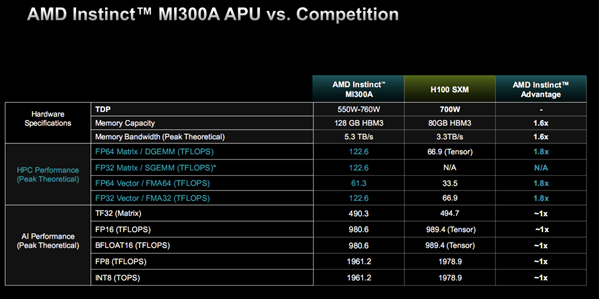 AMD Instinct™ MI300A APU vs. Competition
AMD Instinct™ MI300A H100 SXM AMD Instinct™ Advantage
Hardware Specifications
TDP 550W-760W 700W -
Memory Capacity 128 GB HBM3 80GB HBM3 1.6x
Memory Bandwidth (Peak Theoretical) 5.3 TB/s 3.3TB/s 1.6x
HPC Performance (Peak Theoretical)
FP64 Matrix / DGEMM (TFLOPS) 122.6 66.9 (Tensor) 1.8x
FP32 Matrix / SGEMM (TFLOPS)* 122.6 N/A N/A
FP64 Vector / FMA64 (TFLOPS) 61.3 33.5 1.8x
FP32 Vector / FMA32 (TFLOPS) 122.6 66.9 1.8x
AI Performance (Peak Theoretical)
TF32 (Matrix) 490.3 494.7 ~1x
FP16 (TFLOPS) 980.6 989.4 (Tensor) ~1x
BFLOAT16 (TFLOPS) 980.6 989.4 (Tensor) ~1x
FP8 (TFLOPS) 1961.2 1978.9 ~1x
INT8 (TOPS) 1961.2 1978.9 ~1x